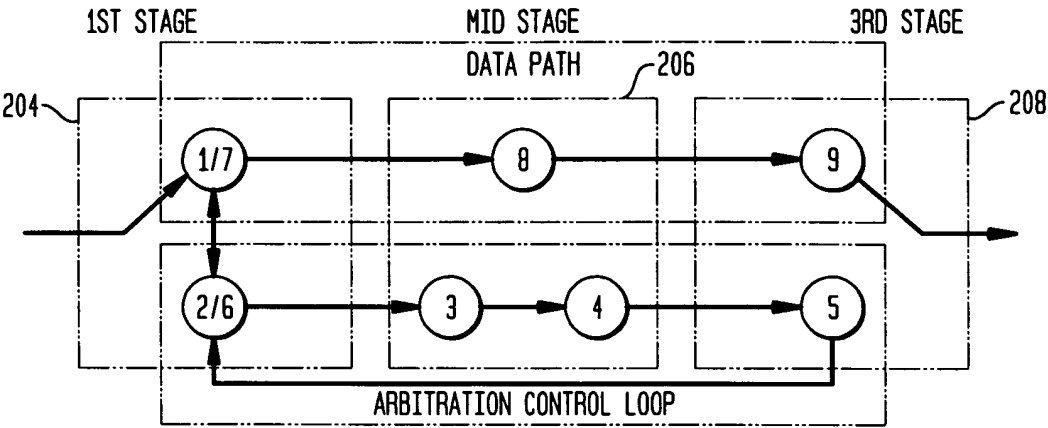 1ST STAGE MID STAGE 3RD STAGE
DATA PATH 206
204 208
1/7 8 9
2/6 3 4 5
ARBITRATION CONTROL LOOP